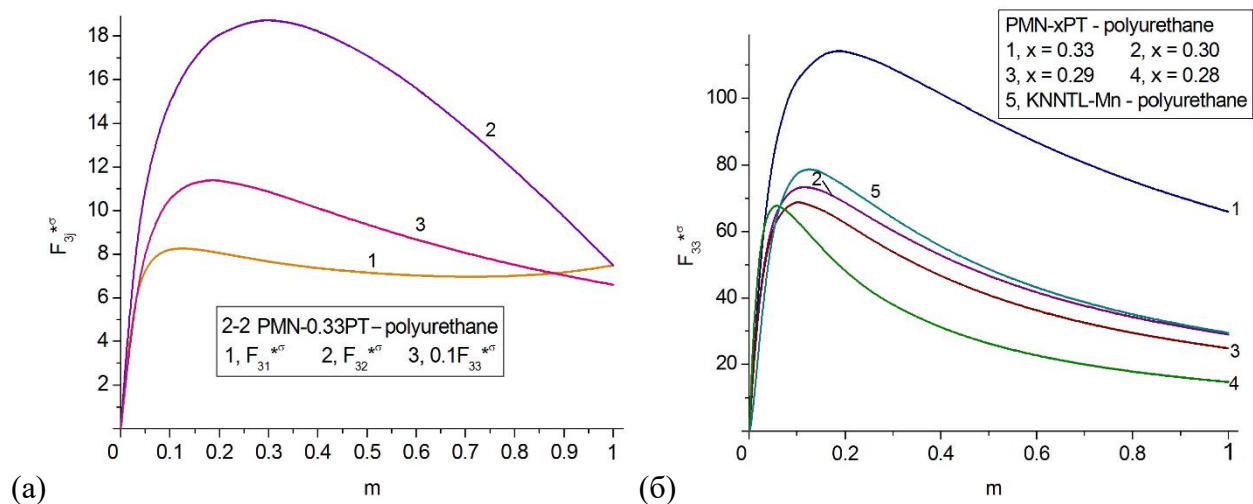 18
16
14
12
10
8
6
4
2
F3j*σ
2
3
1
2-2 PMN-0.33PT – polyurethane
1, F31*σ 2, F32*σ 3, 0.1F33*σ
0 0.1 0.2 0.3 0.4 0.5 0.6 0.7 0.8 0.9 1
m
(а)
PMN-xPT - polyurethane
1, x = 0.33 2, x = 0.30
3, x = 0.29 4, x = 0.28
5, KNNTL-Mn - polyurethane
100
80
60
40
20
F33*σ
2
5
1
3
4
0 0.2 0.4 0.6 0.8 1
m
(б)